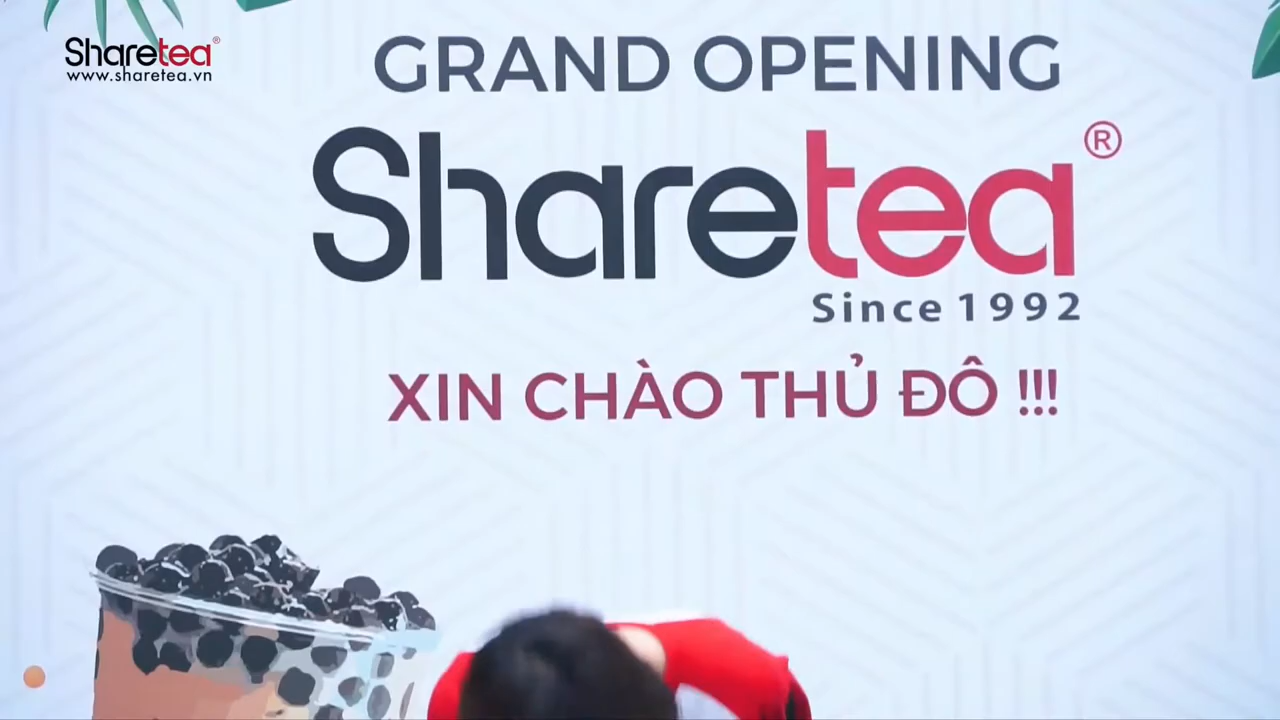 Sharetea®
www.sharetea.vn
GRAND OPENING
Sharetea®
Since 1992
XIN CHÀO THỦ ĐÔ !!!